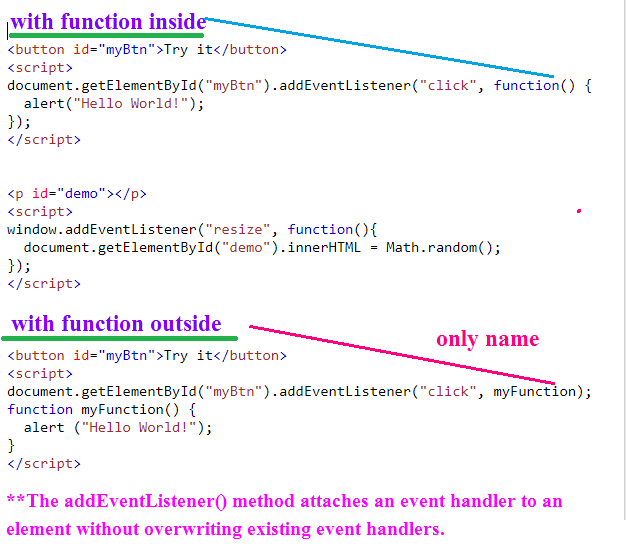 with function inside
<button id="myBtn">Try it</button>
<script>
document.getElementById("myBtn").addEventListener("click", function() {
  alert("Hello World!");
});
</script>
<p id="demo"></p>
<script>
window.addEventListener("resize", function(){
  document.getElementById("demo").innerHTML = Math.random();
});
</script>
with function outside
only name
<button id="myBtn">Try it</button>
<script>
document.getElementById("myBtn").addEventListener("click", myFunction);
function myFunction() {
  alert ("Hello World!");
}
</script>
**The addEventListener() method attaches an event handler to an
element without overwriting existing event handlers.